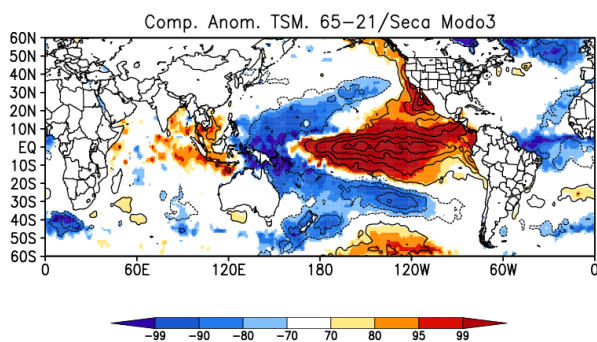 Comp. Anom. TSM. 65-21/Seca Modo3
60N
50N
40N
30N
20N
10N
EQ
10S
20S
30S
40S
50S
60S
0 60E 120E 180 120W 60W 0
-99 -90 -80 -70 70 80 95 99